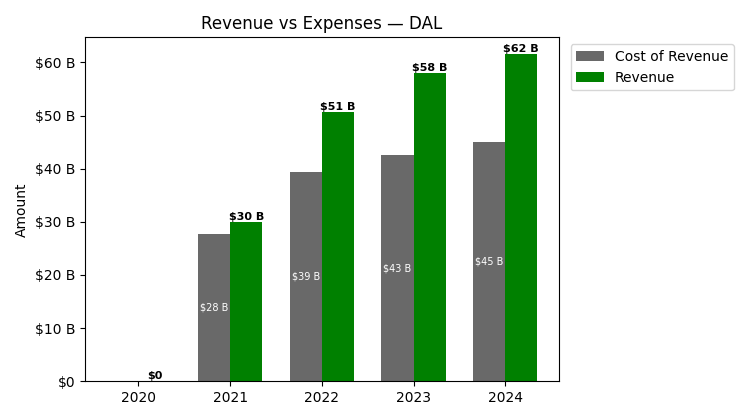 Revenue vs Expenses — DAL
Cost of Revenue
Revenue
Amount
$60 B
$50 B
$40 B
$30 B
$20 B
$10 B
$0
$0
$28 B
$30 B
$39 B
$51 B
$43 B
$58 B
$45 B
$62 B
2020 2021 2022 2023 2024